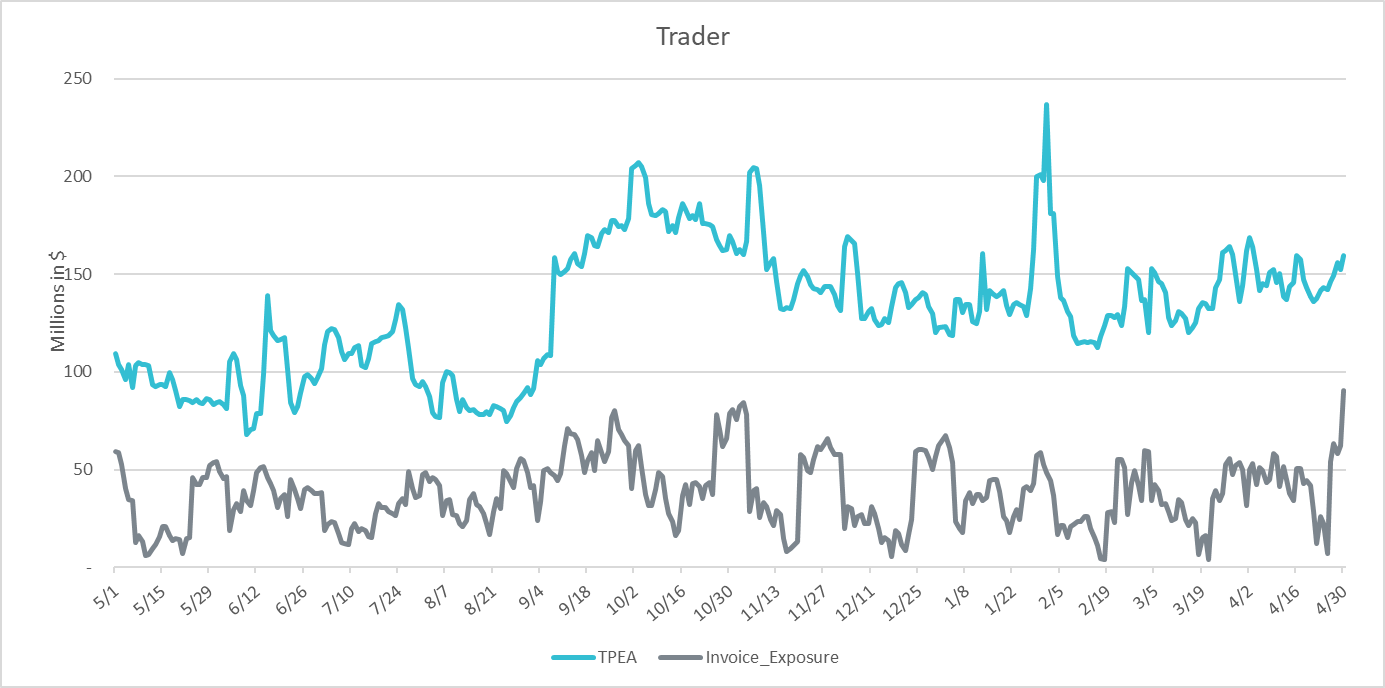 Trader
250
200
150
100
50
-
Millions in $
5/1 5/15 5/29 6/12 6/26 7/10 7/24 8/7 8/21 9/4 9/18 10/2 10/16 10/30 11/13 11/27 12/11 12/25 1/8 1/22 2/5 2/19 3/5 3/19 4/2 4/16 4/30
TPEA Invoice_Exposure